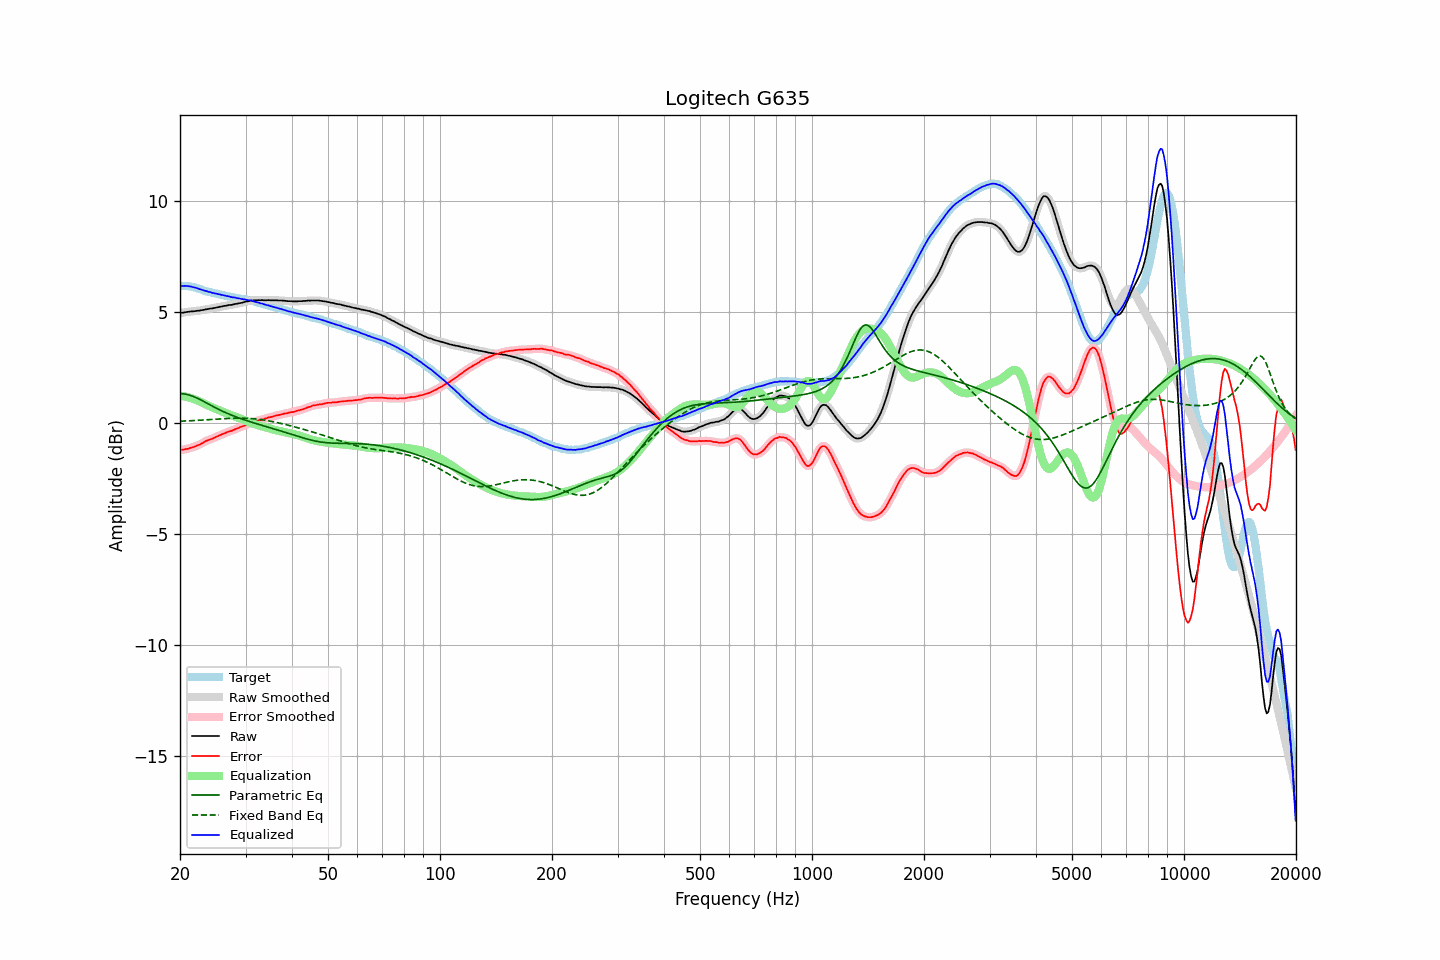 Logitech G635
Amplitude (dBr)
10
5
0
−5
−10
−15
Target
Raw Smoothed
Error Smoothed
Raw
Error
Equalization
Parametric Eq
Fixed Band Eq
Equalized
20 50 100 200 500 1000 2000 5000 10000 20000
Frequency (Hz)